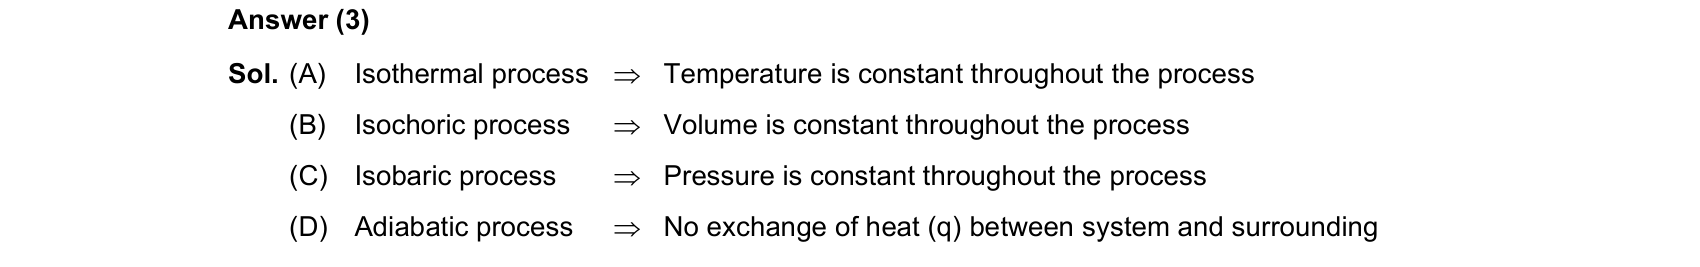 Answer (3)
Sol. (A) Isothermal process ⇒ Temperature is constant throughout the process
(B) Isochoric process ⇒ Volume is constant throughout the process
(C) Isobaric process ⇒ Pressure is constant throughout the process
(D) Adiabatic process ⇒ No exchange of heat (q) between system and surrounding